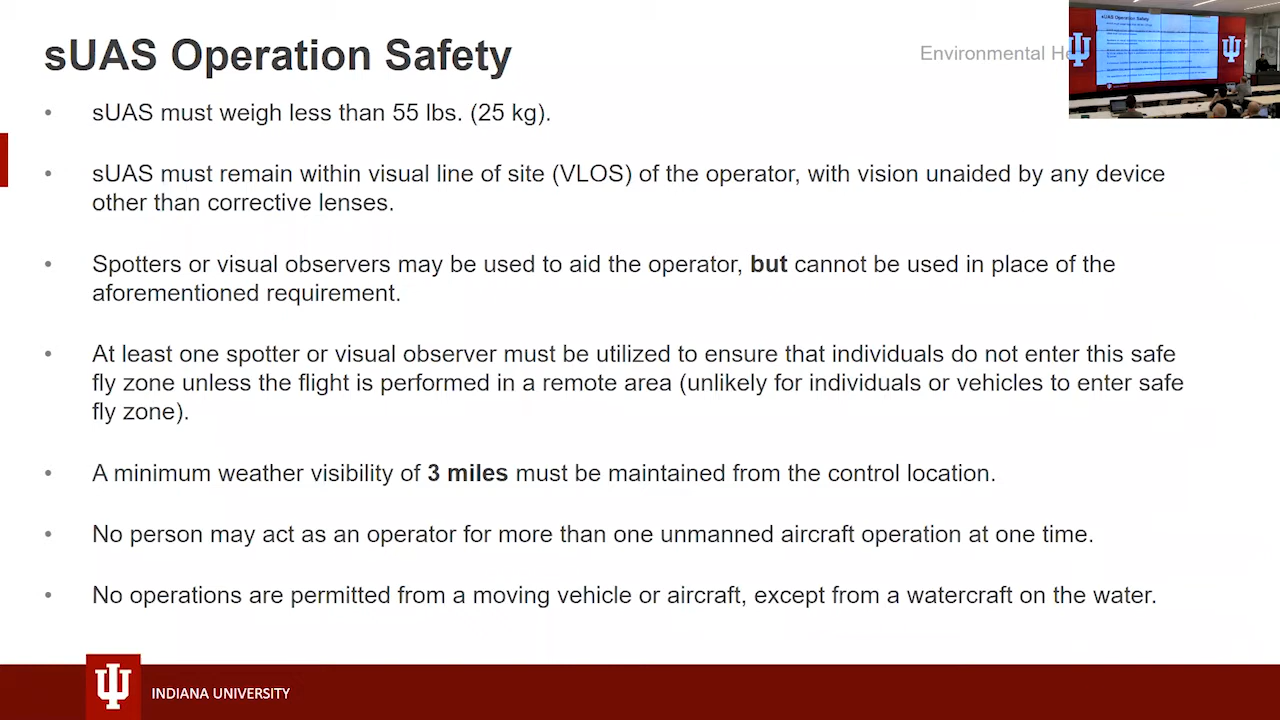 sUAS Operation Safety
Environmental
• sUAS must weigh less than 55 lbs. (25 kg).
• sUAS must remain within visual line of site (VLOS) of the operator, with vision unaided by any device
other than corrective lenses.
• Spotters or visual observers may be used to aid the operator, but cannot be used in place of the
aforementioned requirement.
• At least one spotter or visual observer must be utilized to ensure that individuals do not enter this safe
fly zone unless the flight is performed in a remote area (unlikely for individuals or vehicles to enter safe
fly zone).
• A minimum weather visibility of 3 miles must be maintained from the control location.
• No person may act as an operator for more than one unmanned aircraft operation at one time.
• No operations are permitted from a moving vehicle or aircraft, except from a watercraft on the water.
INDIANA UNIVERSITY
sUAS Operation Safety